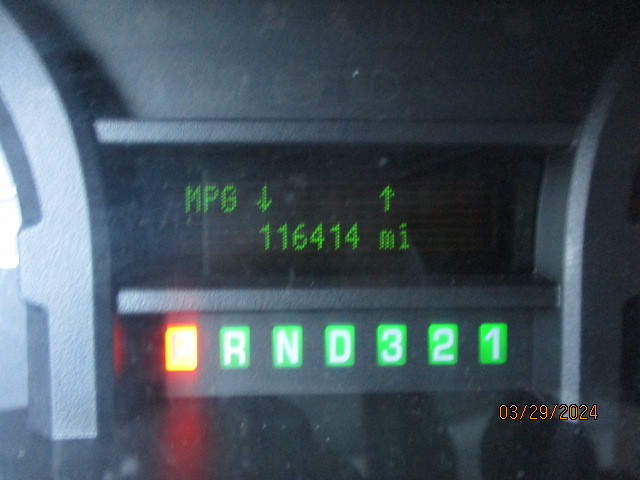 MPG ↓ ↑
116414 mi
P R N D 3 2 1
03/29/2024